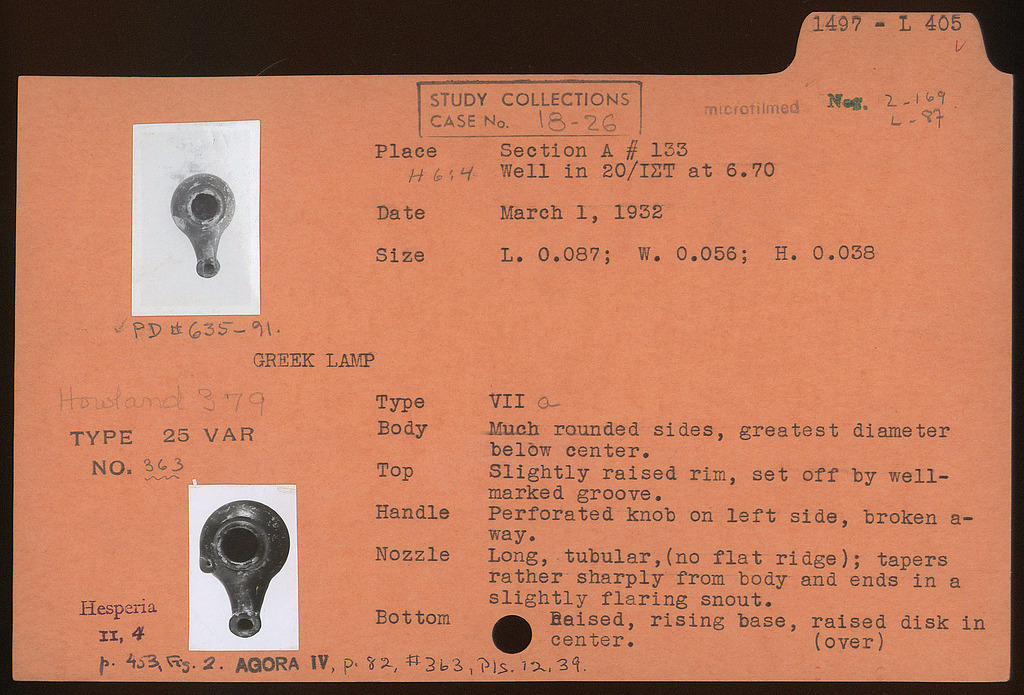 1497 - L 405
v
STUDY COLLECTIONS
CASE No. 18-26
microfilmed
Neg. 2-169
L-87
Place Section A # 133
H 6:4 Well in 20/ΙΣΤ at 6.70
Date March 1, 1932
Size L. 0.087; W. 0.056; H. 0.038
✓ PD # 635-91.
GREEK LAMP
Howland 379
TYPE 25 VAR
NO. 363
Type VII a
Body Much rounded sides, greatest diameter
below center.
Top Slightly raised rim, set off by well-
marked groove.
Handle Perforated knob on left side, broken a-
way.
Nozzle Long, tubular,(no flat ridge); tapers
rather sharply from body and ends in a
slightly flaring snout.
Bottom Raised, rising base, raised disk in
center. (over)
Hesperia
II, 4
p. 453, Fig. 2. AGORA IV, p. 82, #363, Pls. 12, 39.